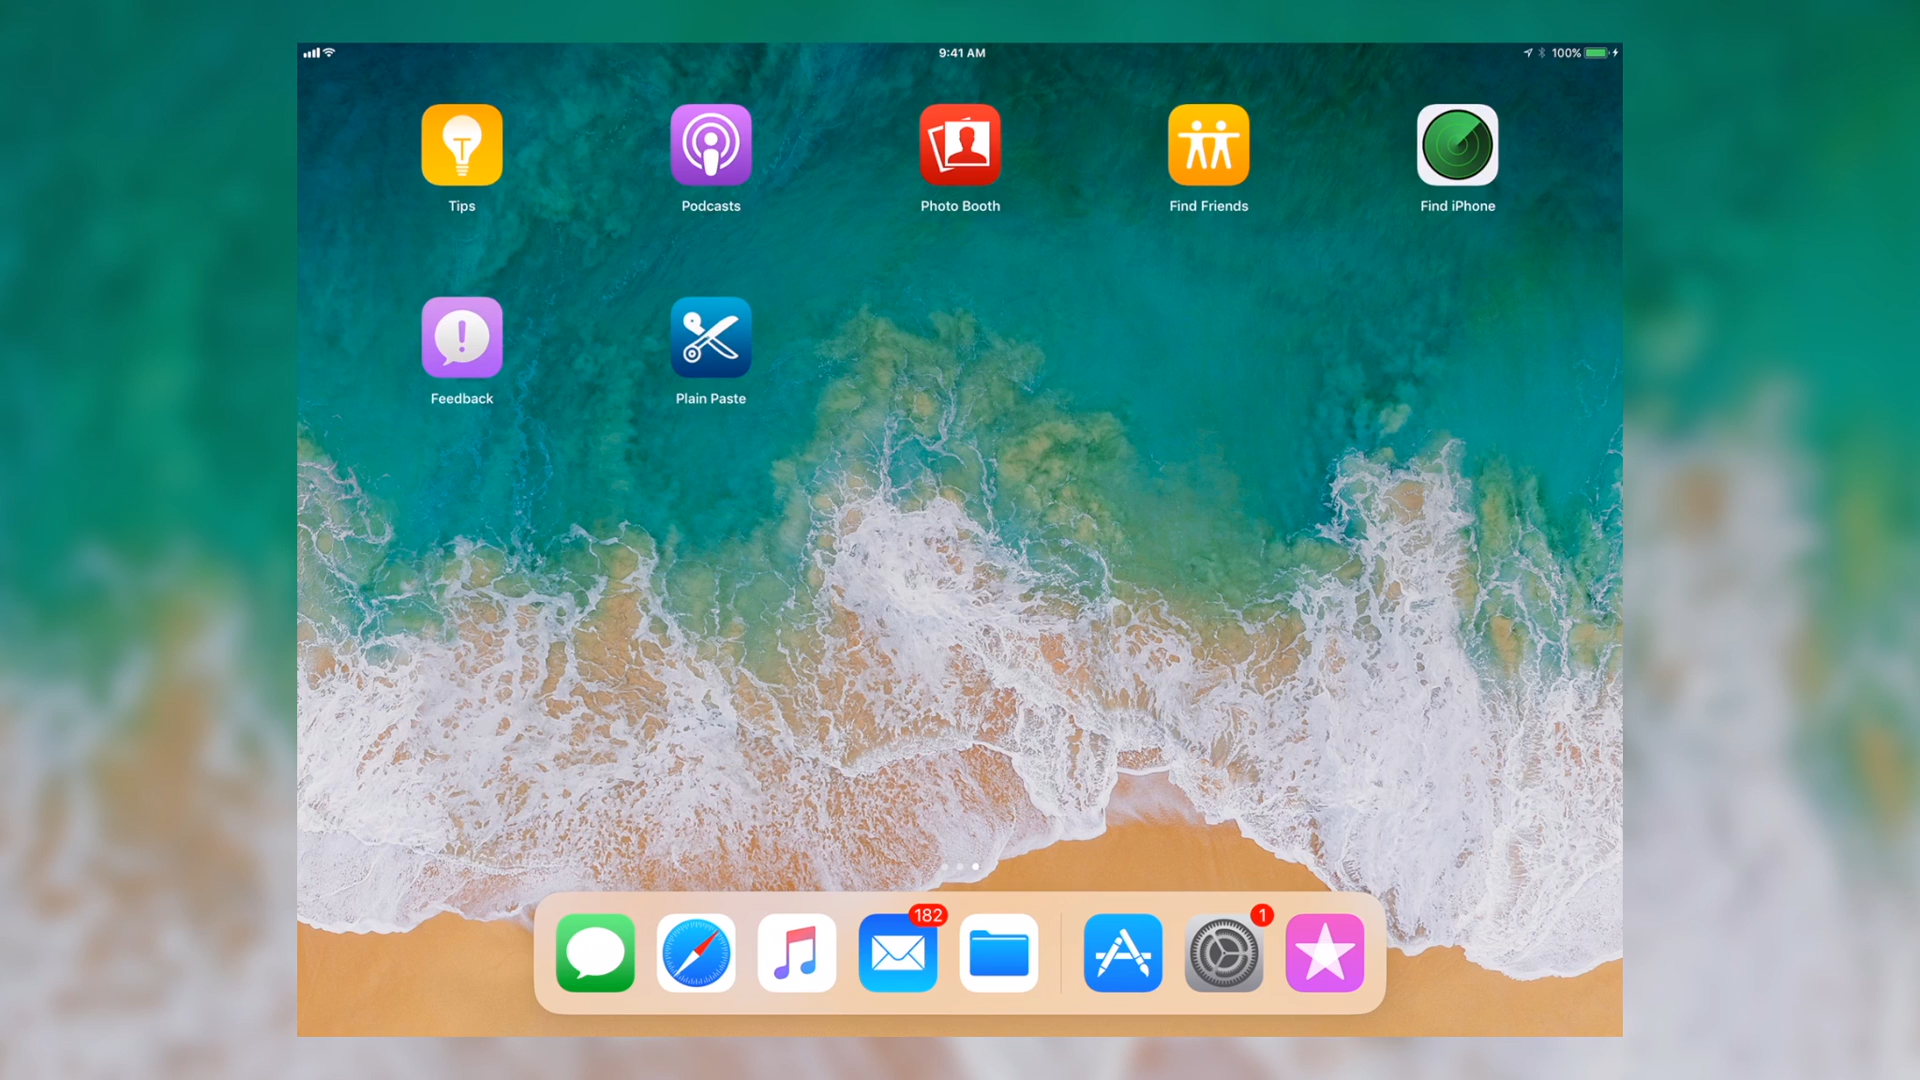 9:41 AM
100%
Tips
Podcasts
Photo Booth
Find Friends
Find iPhone
Feedback
Plain Paste
182
1